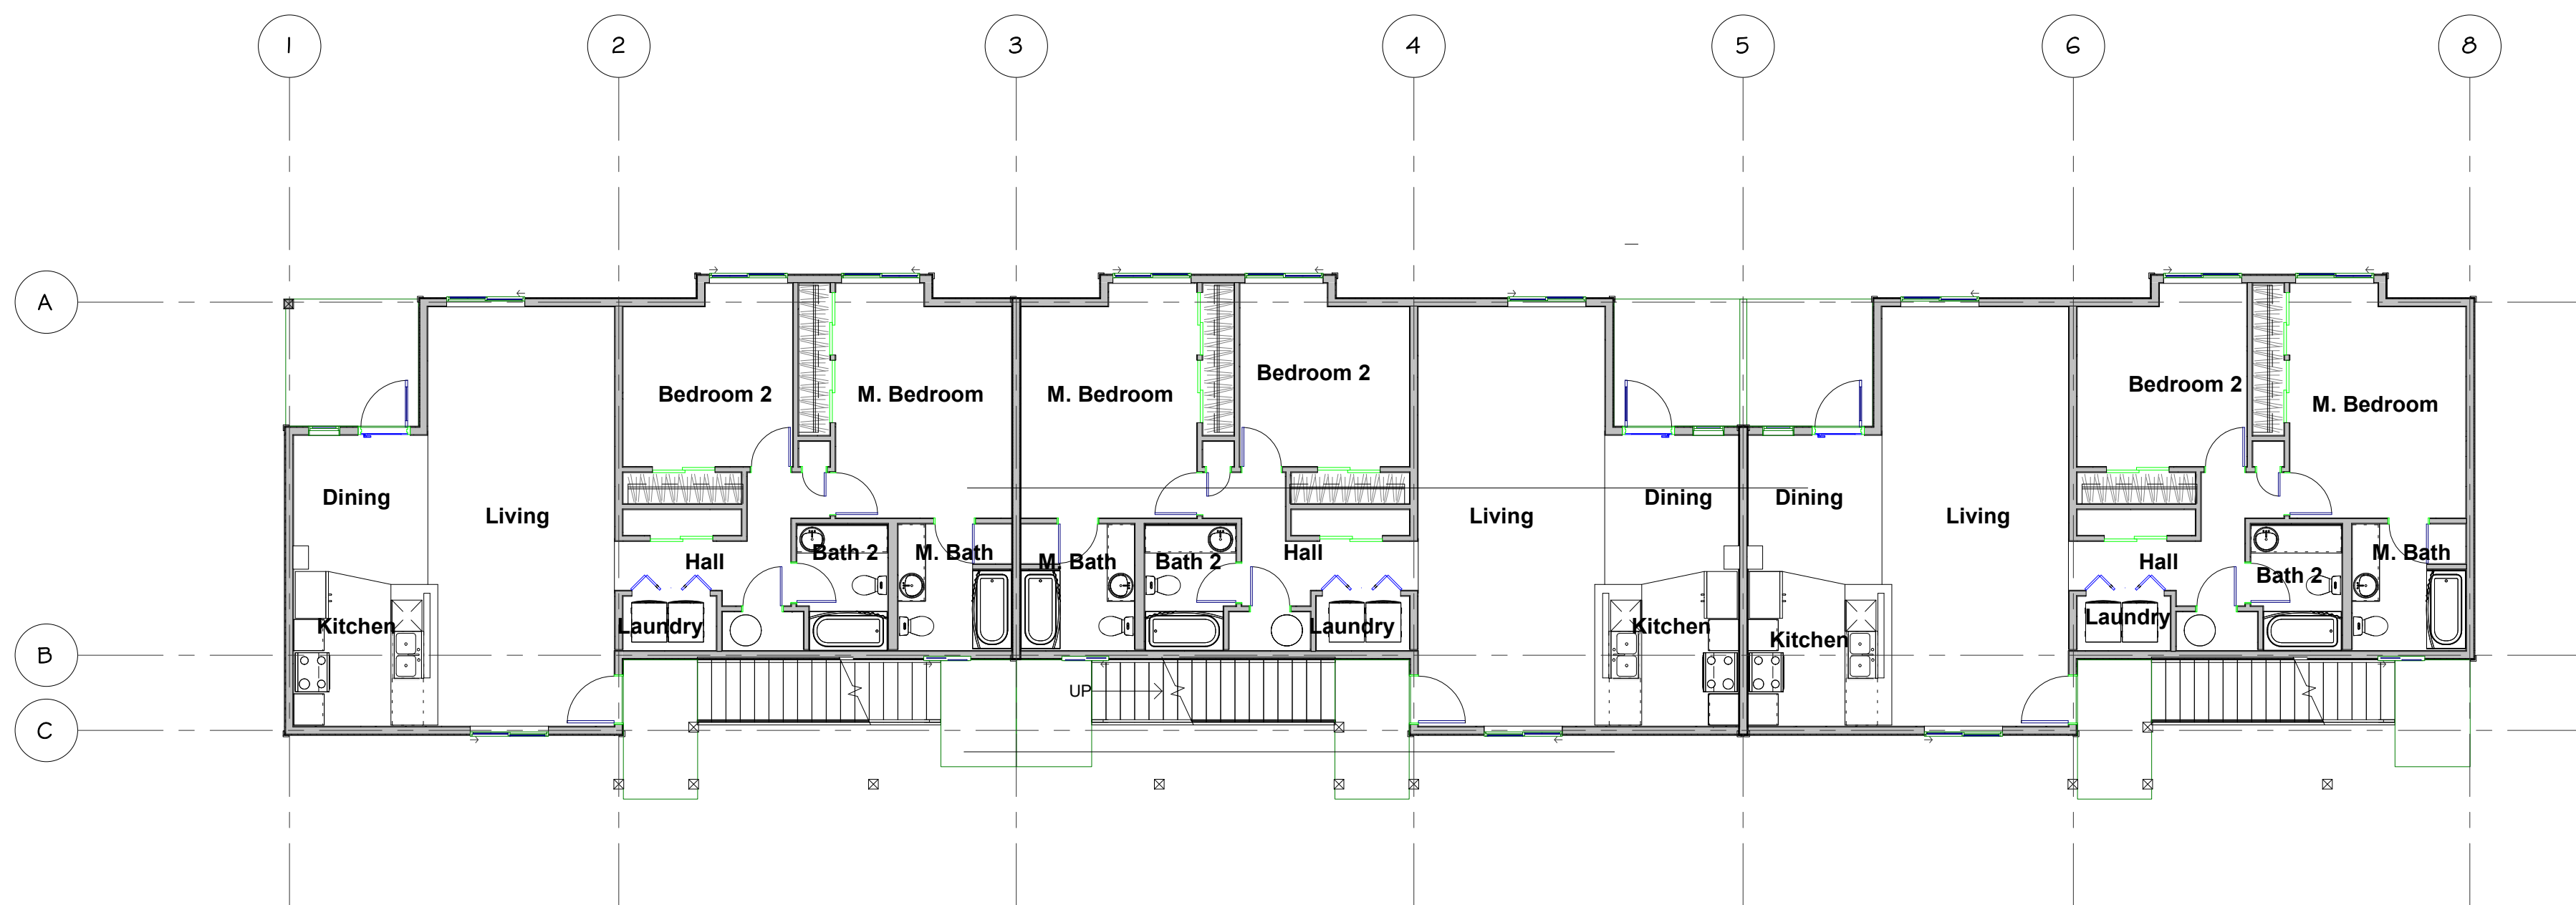 1 2 3 4 5 6 8
A
Bedroom 2
Bedroom 2 M. Bedroom M. Bedroom Bedroom 2 M. Bedroom
Dining Living Living Dining Dining Living
Hall Bath 2 M. Bath M. Bath Bath 2 Hall Hall Bath 2 M. Bath
Kitchen Laundry Laundry Kitchen Kitchen Laundry
B
UP
C